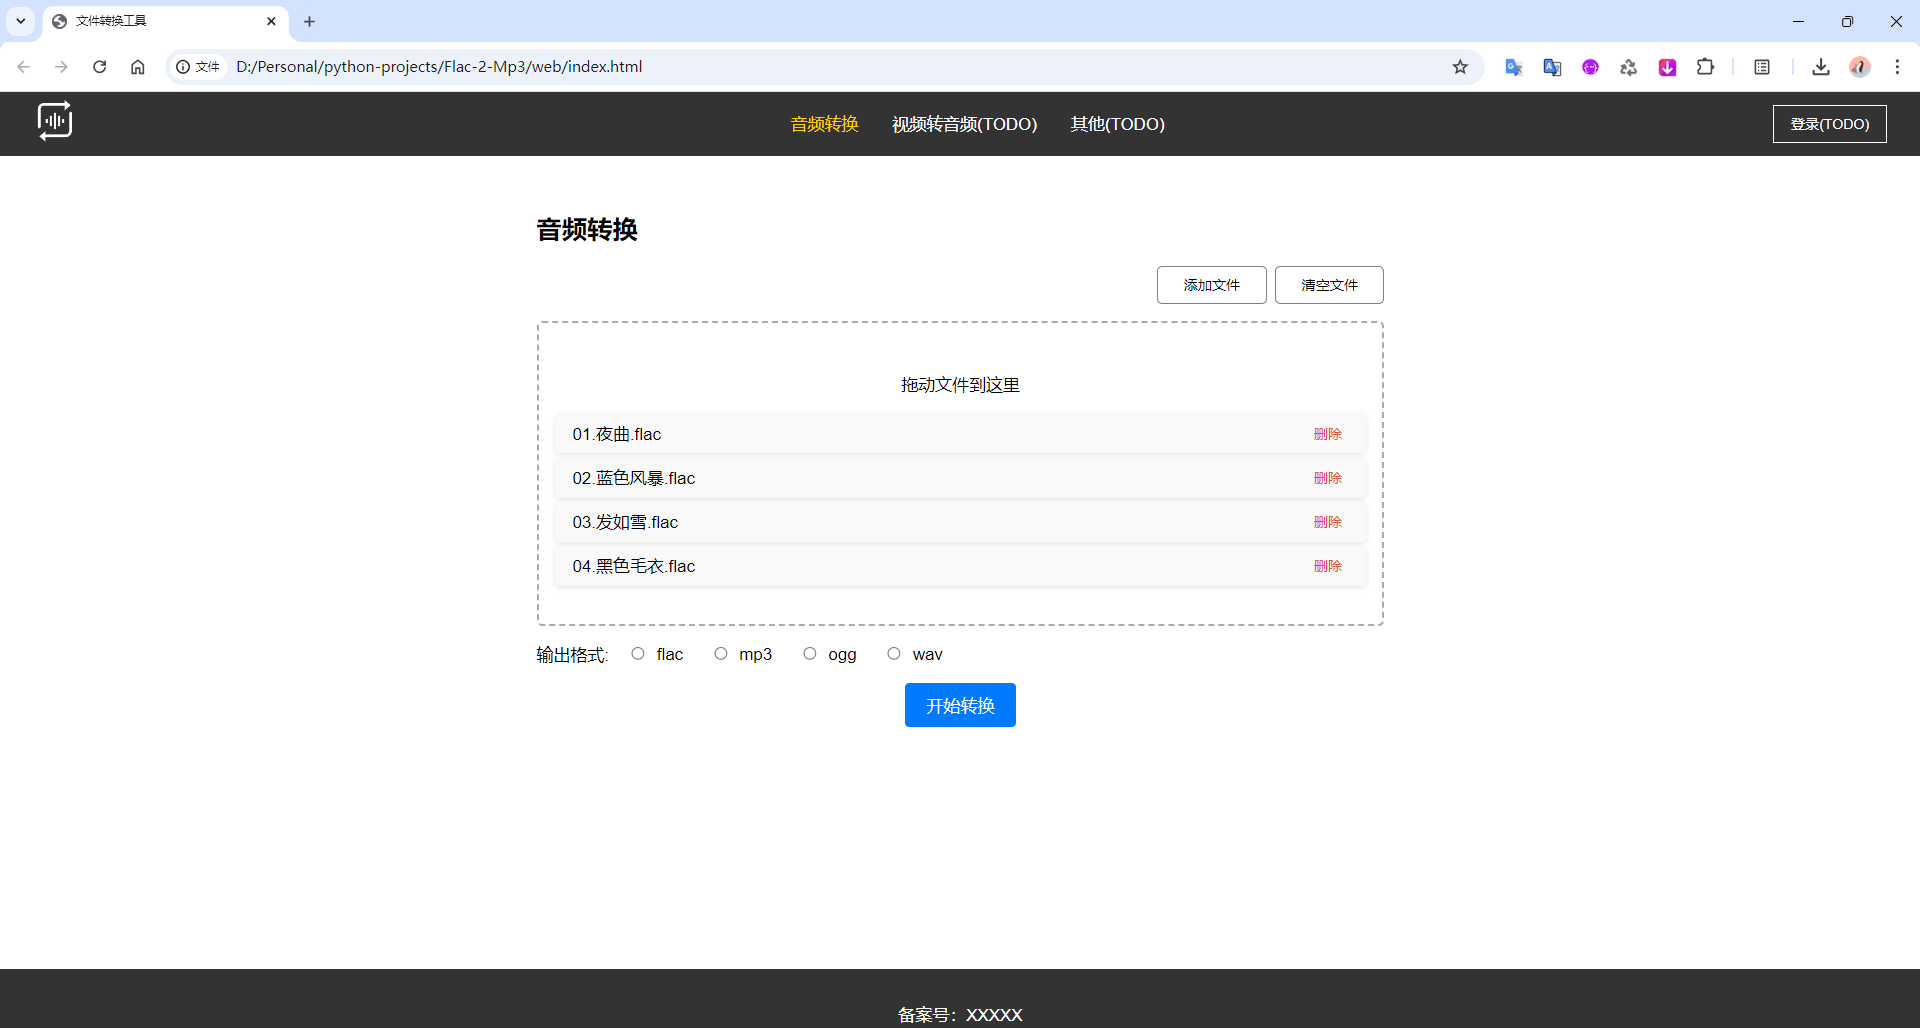 文件转换工具
文件 D:/Personal/python-projects/Flac-2-Mp3/web/index.html
音频转换 视频转音频(TODO) 其他(TODO) 登录(TODO)
音频转换
添加文件 清空文件
拖动文件到这里
01.夜曲.flac 删除
02.蓝色风暴.flac 删除
03.发如雪.flac 删除
04.黑色毛衣.flac 删除
输出格式: flac mp3 ogg wav
开始转换
备案号：XXXXX